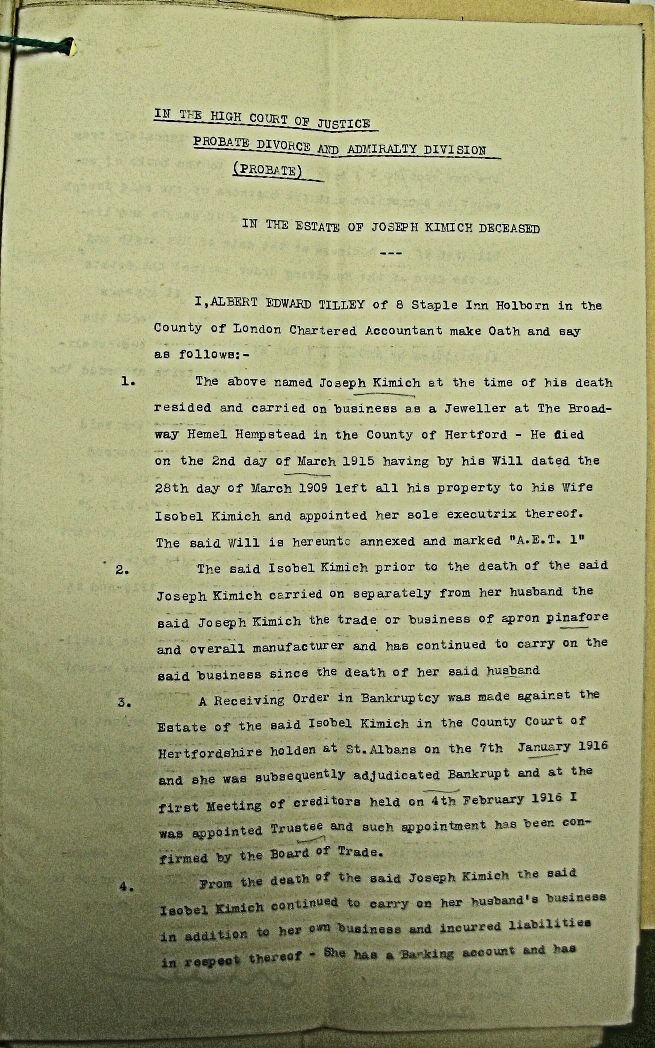 IN THE HIGH COURT OF JUSTICE
PROBATE DIVORCE AND ADMIRALTY DIVISION
(PROBATE)
IN THE ESTATE OF JOSEPH KIMICH DECEASED
---
I,ALBERT EDWARD TILLEY of 8 Staple Inn Holborn in the
County of London Chartered Accountant make Oath and say
as follows:-
1. The above named Joseph Kimich at the time of his death
resided and carried on business as a Jeweller at The Broad-
way Hemel Hempstead in the County of Hertford - He died
on the 2nd day of March 1915 having by his Will dated the
28th day of March 1909 left all his property to his Wife
Isobel Kimich and appointed her sole executrix thereof.
The said Will is hereunto annexed and marked "A.E.T. 1"
2. The said Isobel Kimich prior to the death of the said
Joseph Kimich carried on separately from her husband the
said Joseph Kimich the trade or business of apron pinafore
and overall manufacturer and has continued to carry on the
said business since the death of her said husband
3. A Receiving Order in Bankruptcy was made against the
Estate of the said Isobel Kimich in the County Court of
Hertfordshire holden at St.Albans on the 7th January 1916
and she was subsequently adjudicated Bankrupt and at the
first Meeting of creditors held on 4th February 1916 I
was appointed Trustee and such appointment has been con-
firmed by the Board of Trade.
4. From the death of the said Joseph Kimich the said
Isobel Kimich continued to carry on her husband's business
in addition to her own business and incurred liabilities
in respect thereof - She has a Banking account and has